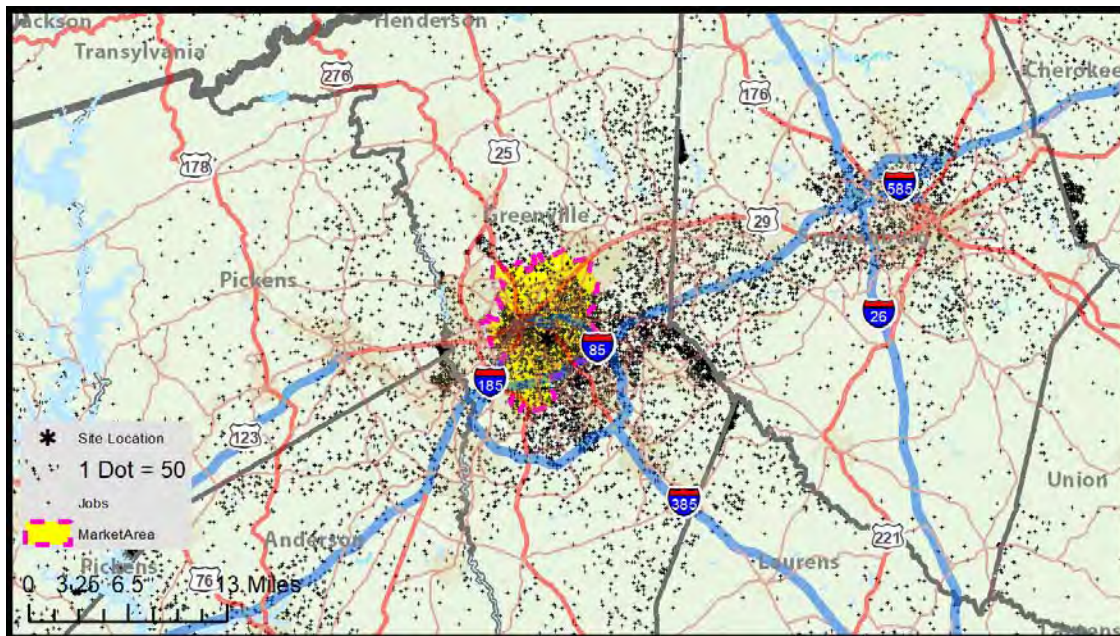 Jackson
Henderson
Transylvania
276
Cherokee
176
178
25
585
Greenville
29
Pickens
26
85
185
Site Location
123
1 Dot = 50
Jobs
Union
385
MarketArea
Anderson
221
Pickens
Laurens
76
0 3.25 6.5 13 Miles